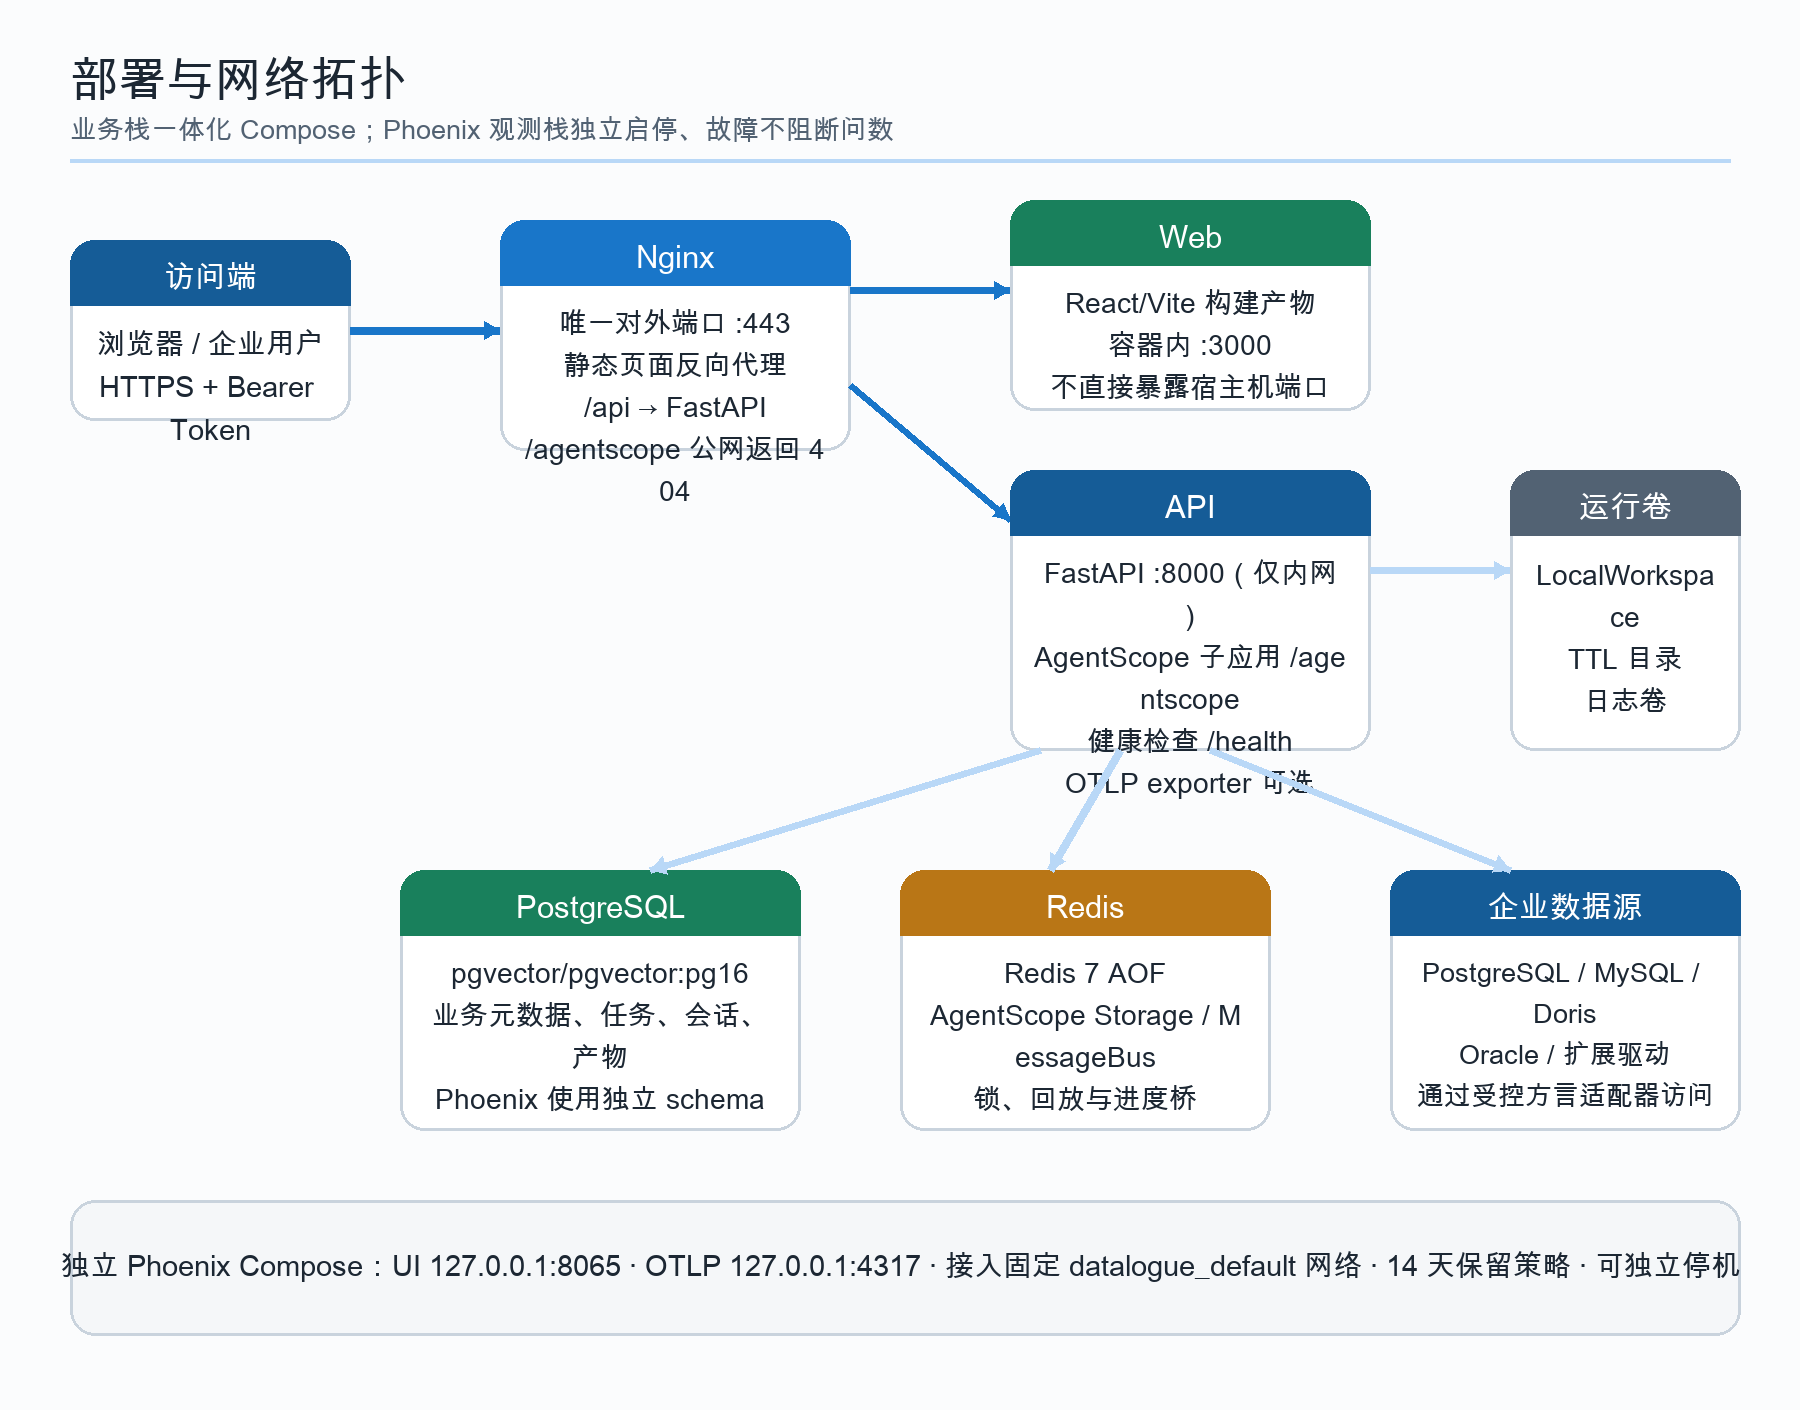 部署与网络拓扑
业务栈一体化 Compose；Phoenix 观测栈独立启停、故障不阻断问数
访问端
浏览器 / 企业用户
HTTPS + Bearer
Token
Nginx
唯一对外端口 :443
静态页面反向代理
/api → FastAPI
/agentscope 公网返回 4
04
Web
React/Vite 构建产物
容器内 :3000
不直接暴露宿主机端口
API
FastAPI :8000（仅内网
）
AgentScope 子应用 /age
ntscope
健康检查 /health
OTLP exporter 可选
运行卷
LocalWorkspa
ce
TTL 目录
日志卷
PostgreSQL
pgvector/pgvector:pg16
业务元数据、任务、会话、
产物
Phoenix 使用独立 schema
Redis
Redis 7 AOF
AgentScope Storage / M
essageBus
锁、回放与进度桥
企业数据源
PostgreSQL / MySQL /
Doris
Oracle / 扩展驱动
通过受控方言适配器访问
独立 Phoenix Compose：UI 127.0.0.1:8065 · OTLP 127.0.0.1:4317 · 接入固定 datalogue_default 网络 · 14 天保留策略 · 可独立停机